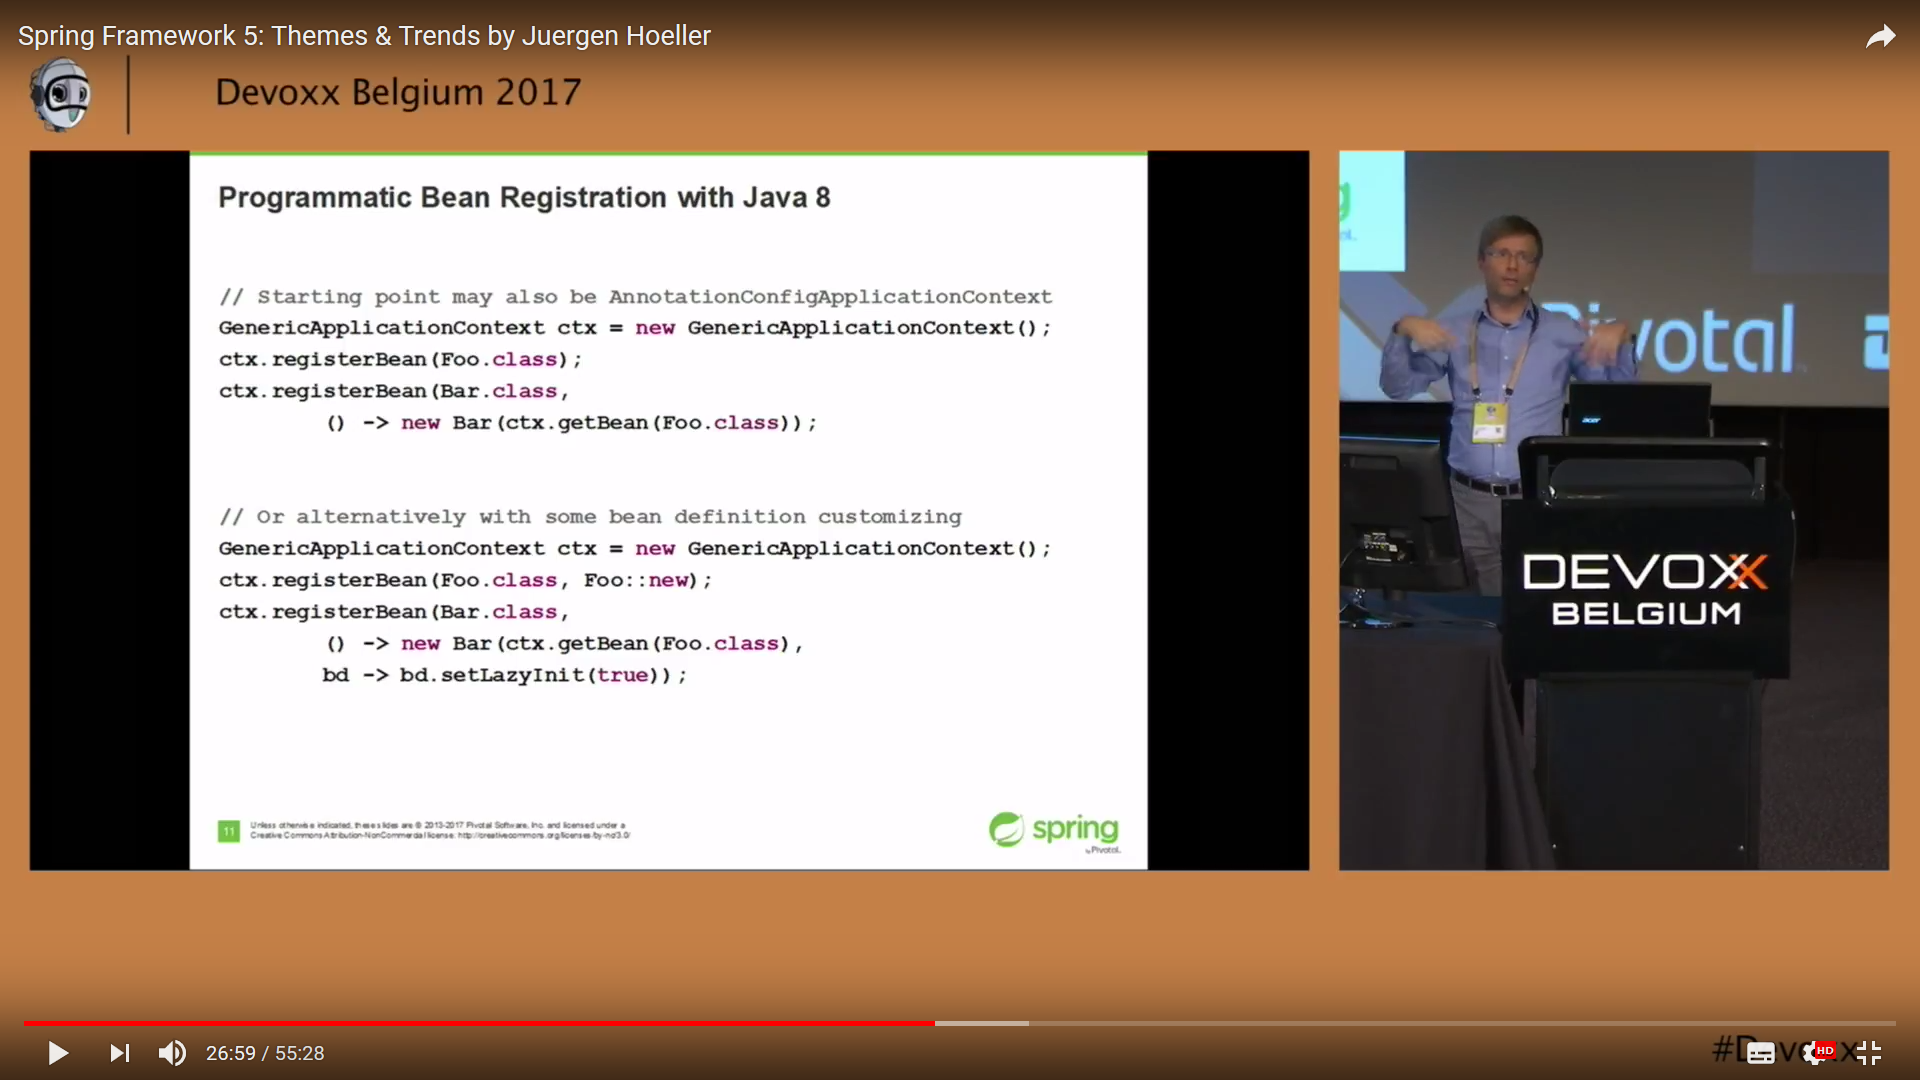 Spring Framework 5: Themes & Trends by Juergen Hoeller
Devoxx Belgium 2017
Programmatic Bean Registration with Java 8
// Starting point may also be AnnotationConfigApplicationContext
GenericApplicationContext ctx = new GenericApplicationContext();
ctx.registerBean(Foo.class);
ctx.registerBean(Bar.class,
() -> new Bar(ctx.getBean(Foo.class));
// Or alternatively with some bean definition customizing
GenericApplicationContext ctx = new GenericApplicationContext();
ctx.registerBean(Foo.class, Foo::new);
ctx.registerBean(Bar.class,
() -> new Bar(ctx.getBean(Foo.class),
bd -> bd.setLazyInit(true));
11
Unless otherwise indicated, these slides are © 2013-2017 Pivotal Software, Inc. and licensed under a
Creative Commons Attribution-NonCommercial license: http://creativecommons.org/licenses/by-nc/3.0/
spring
by Pivotal
Pivotal
acer
DEVOXX
BELGIUM
26:59 / 55:28
HD